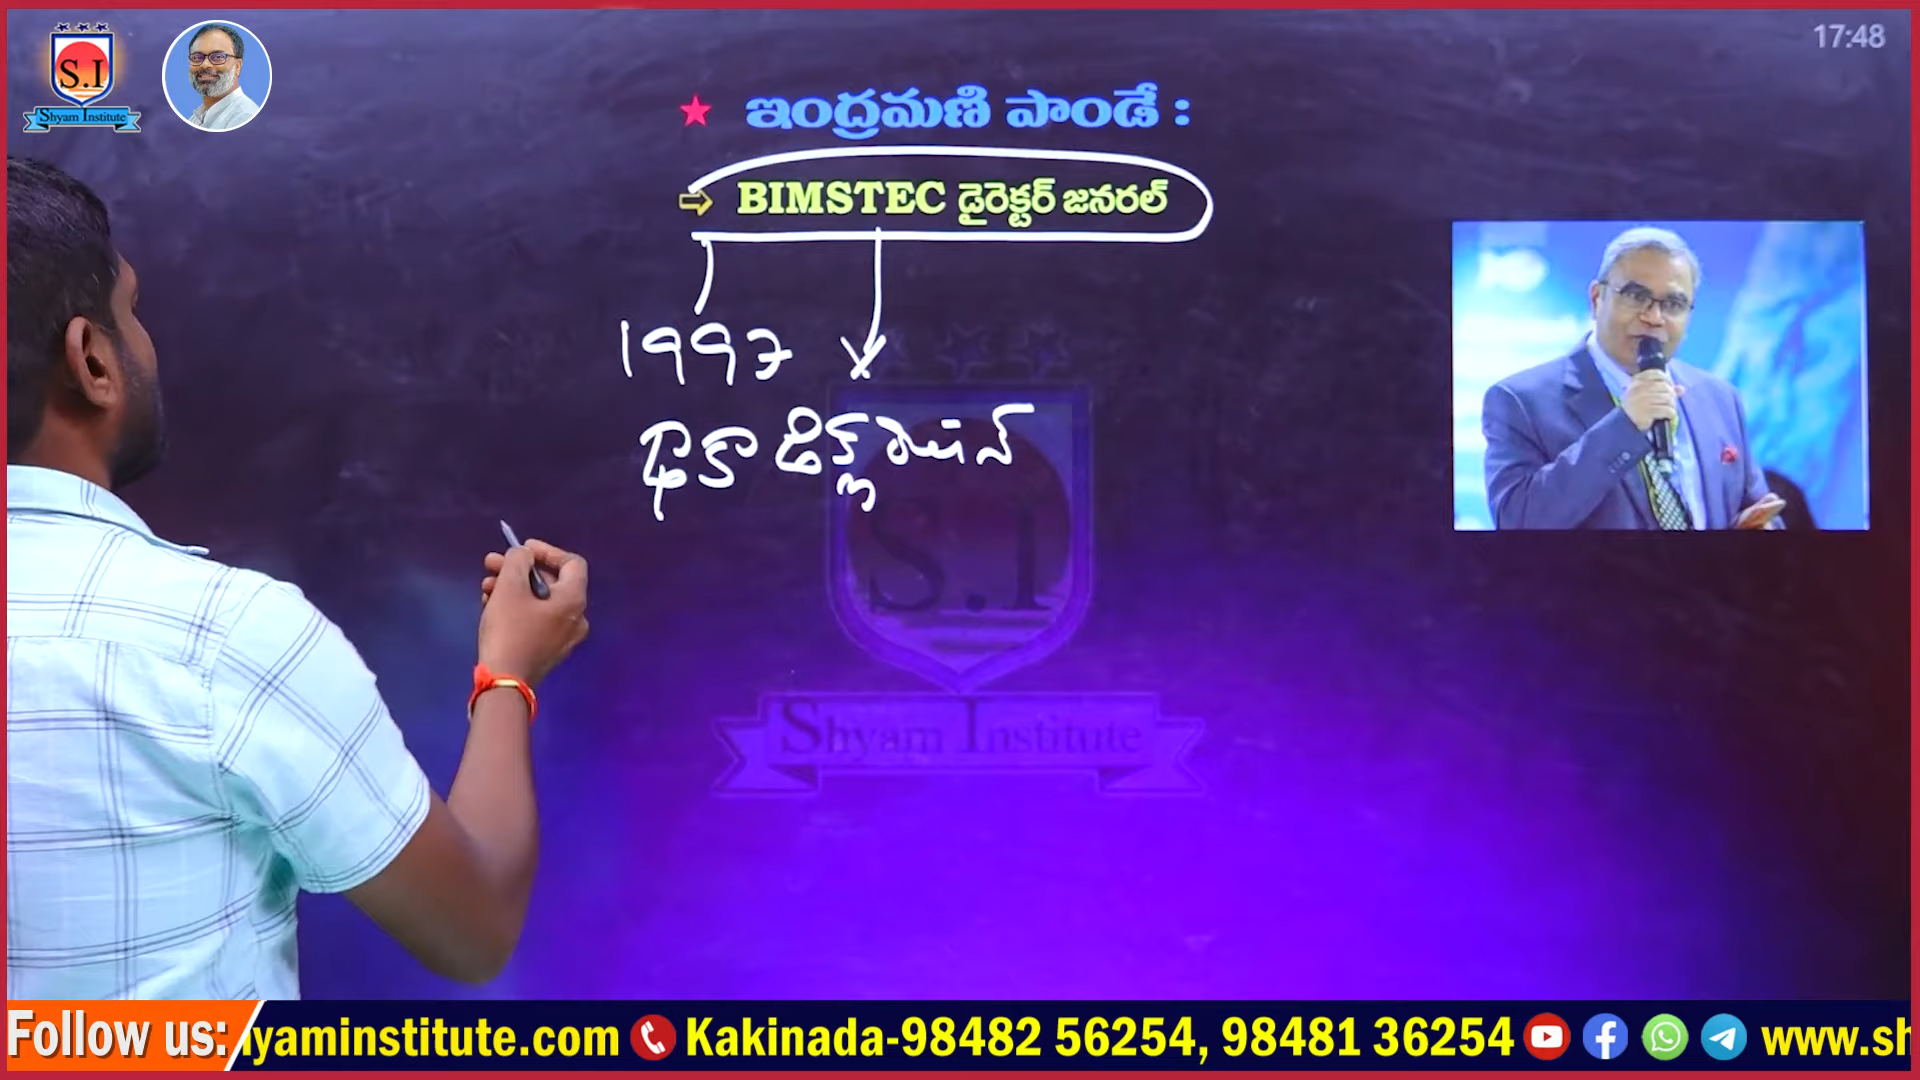 S.I
Shyam Institute
17:48
★ ఇంద్రమణి పాండే :
⇨ BIMSTEC డైరెక్టర్ జనరల్
1997
ఢాకా డిక్లరేషన్
S.I
Shyam Institute
Follow us: hyaminstitute.com Kakinada-98482 56254, 98481 36254 www.sh